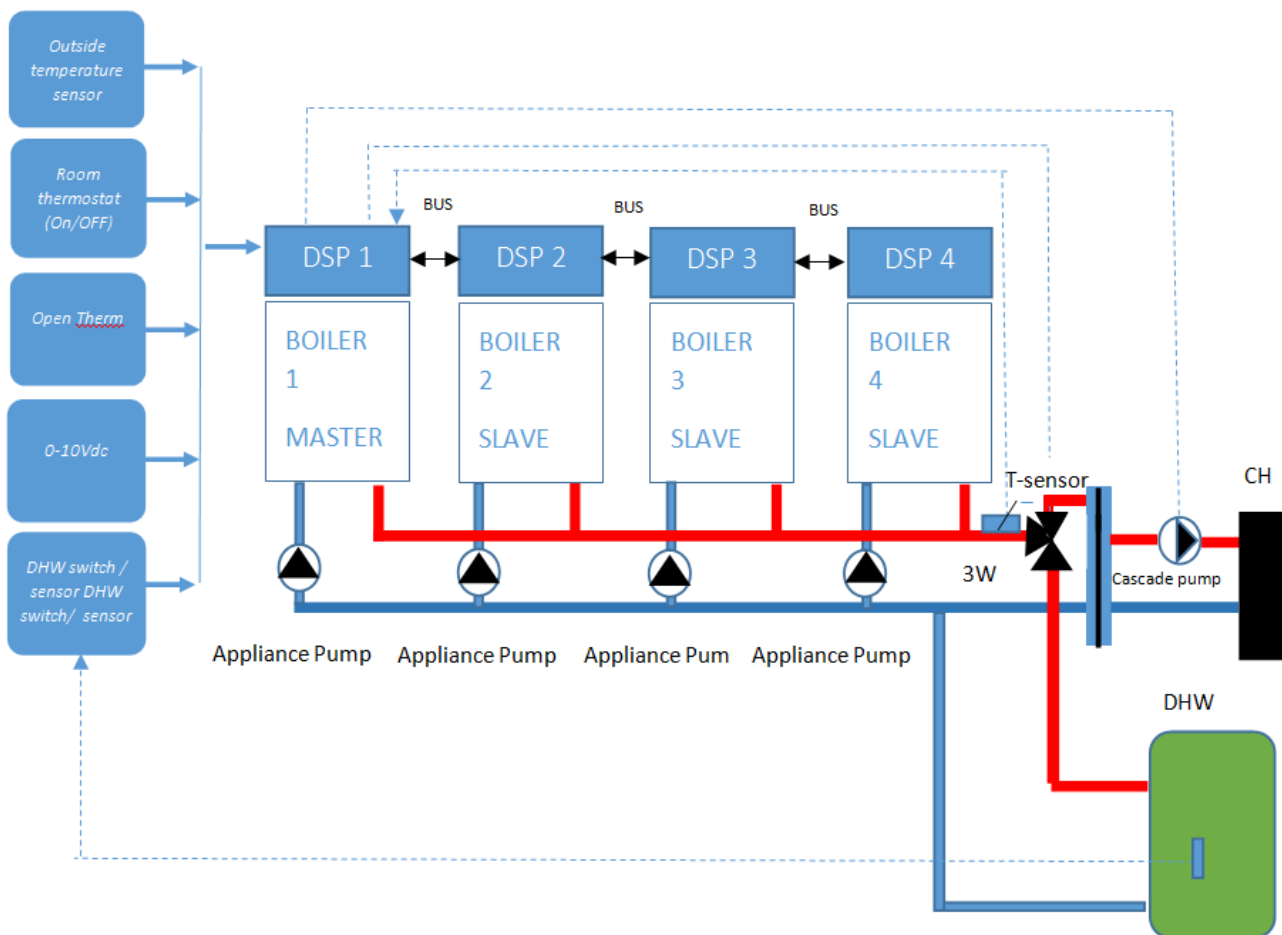 Outside
temperature
sensor
Room
thermostat
(On/OFF)
Open Therm
0-10Vdc
DHW switch /
sensor DHW
switch/ sensor
BUS
BUS
BUS
DSP 1
DSP 2
DSP 3
DSP 4
BOILER
1
MASTER
BOILER
2
SLAVE
BOILER
3
SLAVE
BOILER
4
SLAVE
T-sensor
CH
3W
Cascade pump
Appliance Pump
Appliance Pump
Appliance Pum
Appliance Pump
DHW